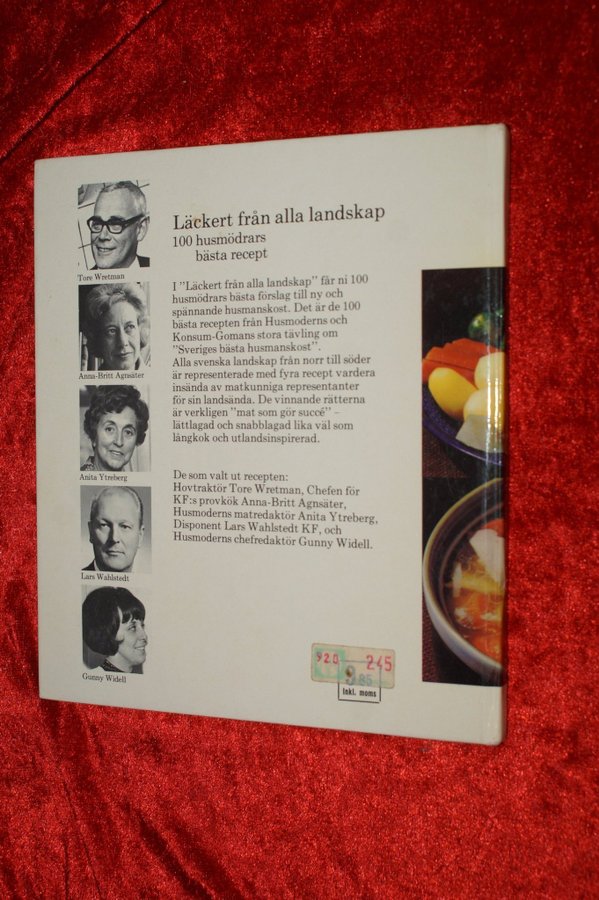 Läckert från alla landskap
100 husmödrars
bästa recept
I ”Läckert från alla landskap” får ni 100
husmödrars bästa förslag till ny och
spännande husmanskost. Det är de 100
bästa recepten från Husmoderns och
Konsum-Gomans stora tävling om
”Sveriges bästa husmanskost”.
Alla svenska landskap från norr till söder
är representerade med fyra recept vardera
insända av matkunniga representanter
för sin landsända. De vinnande rätterna
är verkligen ”mat som gör succé” –
lättlagad och snabblagad lika väl som
långkok och utlandsinspirerad.
De som valt ut recepten:
Hovtraktör Tore Wretman, Chefen för
KF:s provkök Anna-Britt Agnsäter,
Husmoderns matredaktör Anita Ytreberg,
Disponent Lars Wahlstedt KF, och
Husmoderns chefredaktör Gunny Widell.
Tore Wretman
Anna-Britt Agnsäter
Anita Ytreberg
Lars Wahlstedt
Gunny Widell
920 245
9 85
Inkl. moms